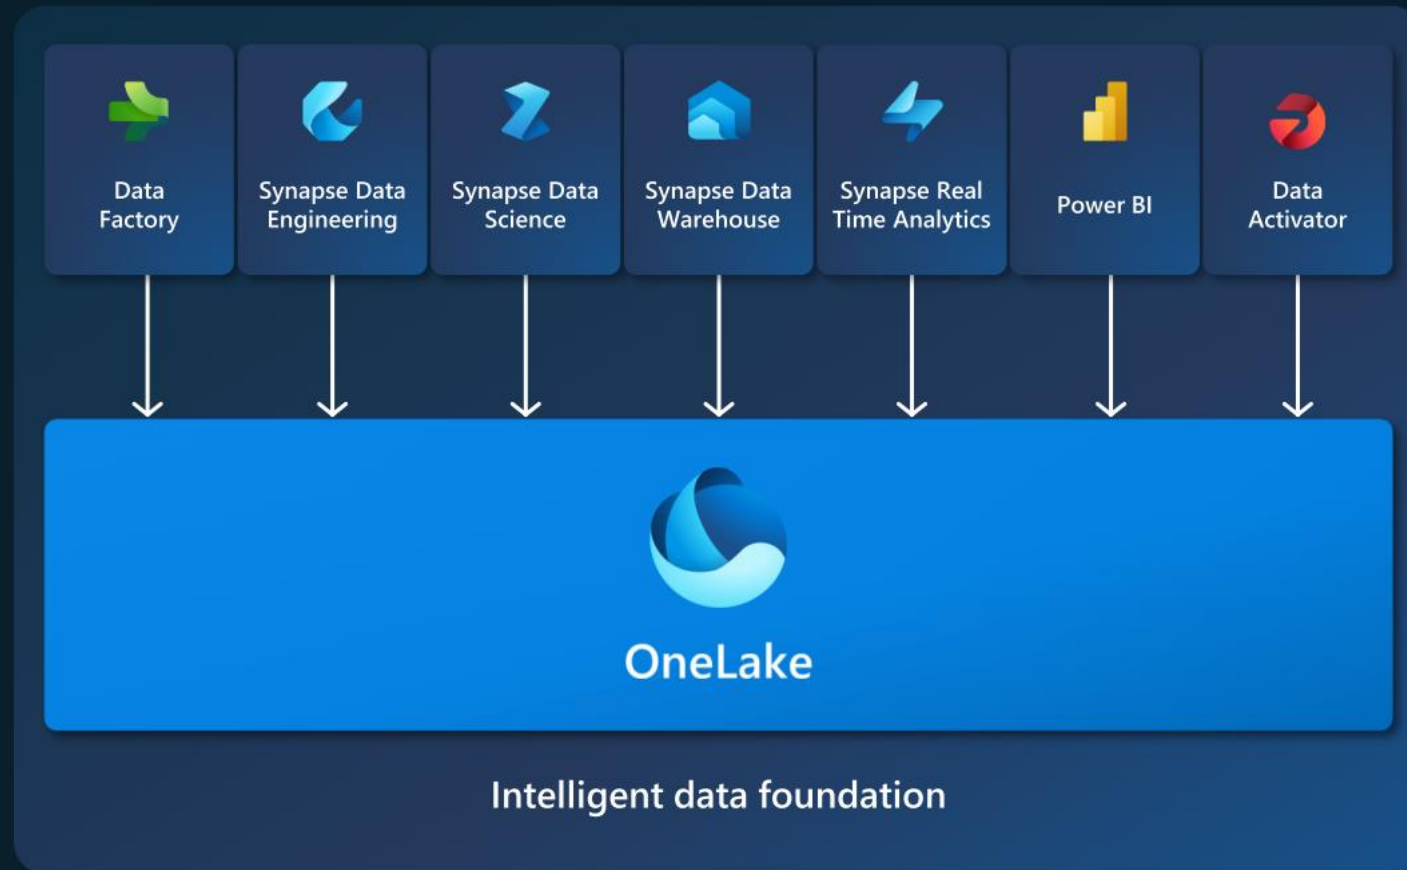 Data
Factory
Synapse Data
Engineering
Synapse Data
Science
Synapse Data
Warehouse
Synapse Real
Time Analytics
Power BI
Data
Activator
OneLake
Intelligent data foundation